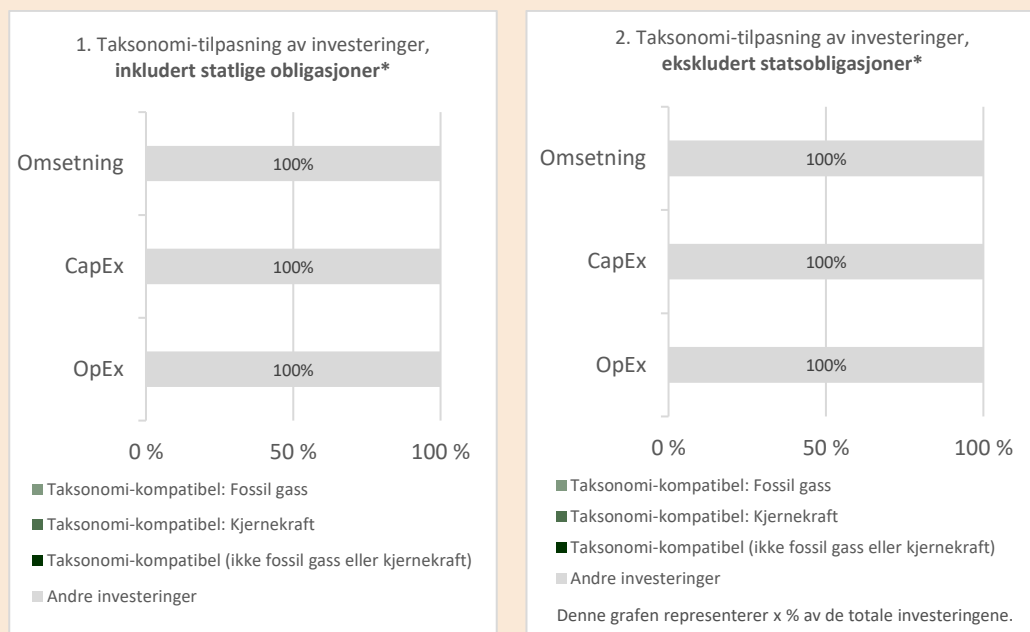 1. Taksonomi-tilpasning av investeringer,
inkludert statlige obligasjoner*
Omsetning
100%
CapEx
100%
OpEx
100%
0 %
50 %
100 %
Taksonomi-kompatibel: Fossil gass
Taksonomi-kompatibel: Kjernekraft
Taksonomi-kompatibel (ikke fossil gass eller kjernekraft)
Andre investeringer
2. Taksonomi-tilpasning av investeringer,
ekskludert statsobligasjoner*
Omsetning
100%
CapEx
100%
OpEx
100%
0 %
50 %
100 %
Taksonomi-kompatibel: Fossil gass
Taksonomi-kompatibel: Kjernekraft
Taksonomi-kompatibel (ikke fossil gass eller kjernekraft)
Andre investeringer
Denne grafen representerer x % av de totale investeringene.